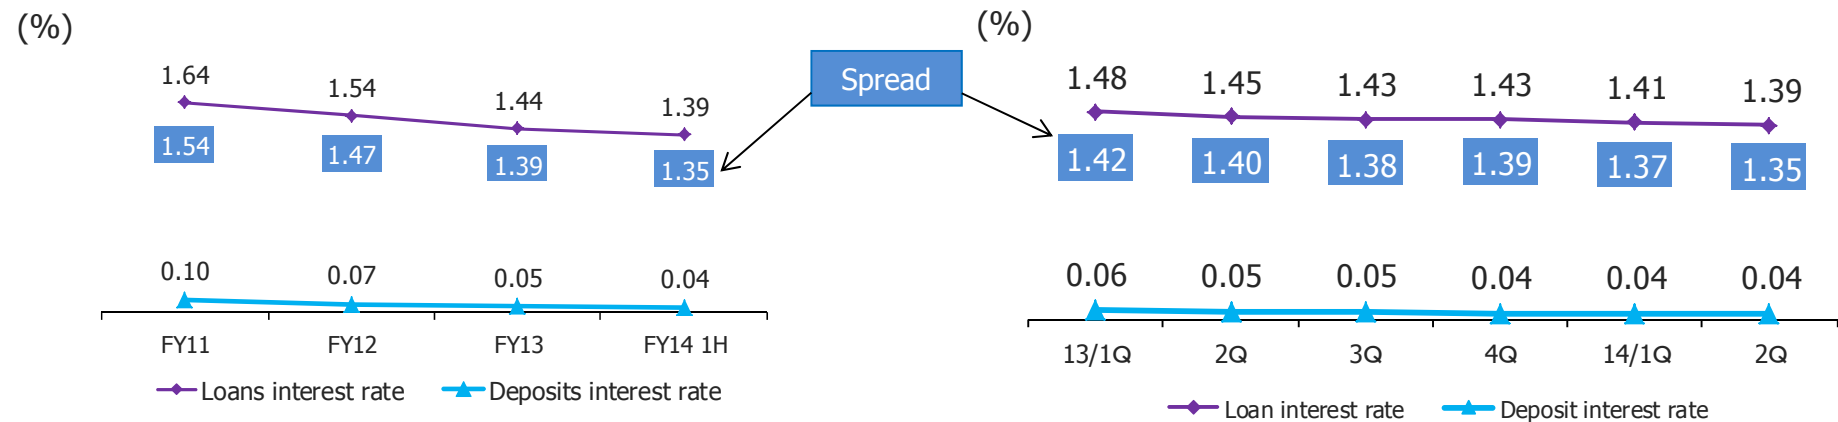 (%)
1.64
1.54
1.44
1.39
1.54
1.47
1.39
1.35
0.10
0.07
0.05
0.04
FY11
FY12
FY13
FY14 1H
Loans interest rate
Deposits interest rate
Spread
(%)
1.48
1.45
1.43
1.43
1.41
1.39
1.42
1.40
1.38
1.39
1.37
1.35
0.06
0.05
0.05
0.04
0.04
0.04
13/1Q
2Q
3Q
4Q
14/1Q
2Q
Loan interest rate
Deposit interest rate